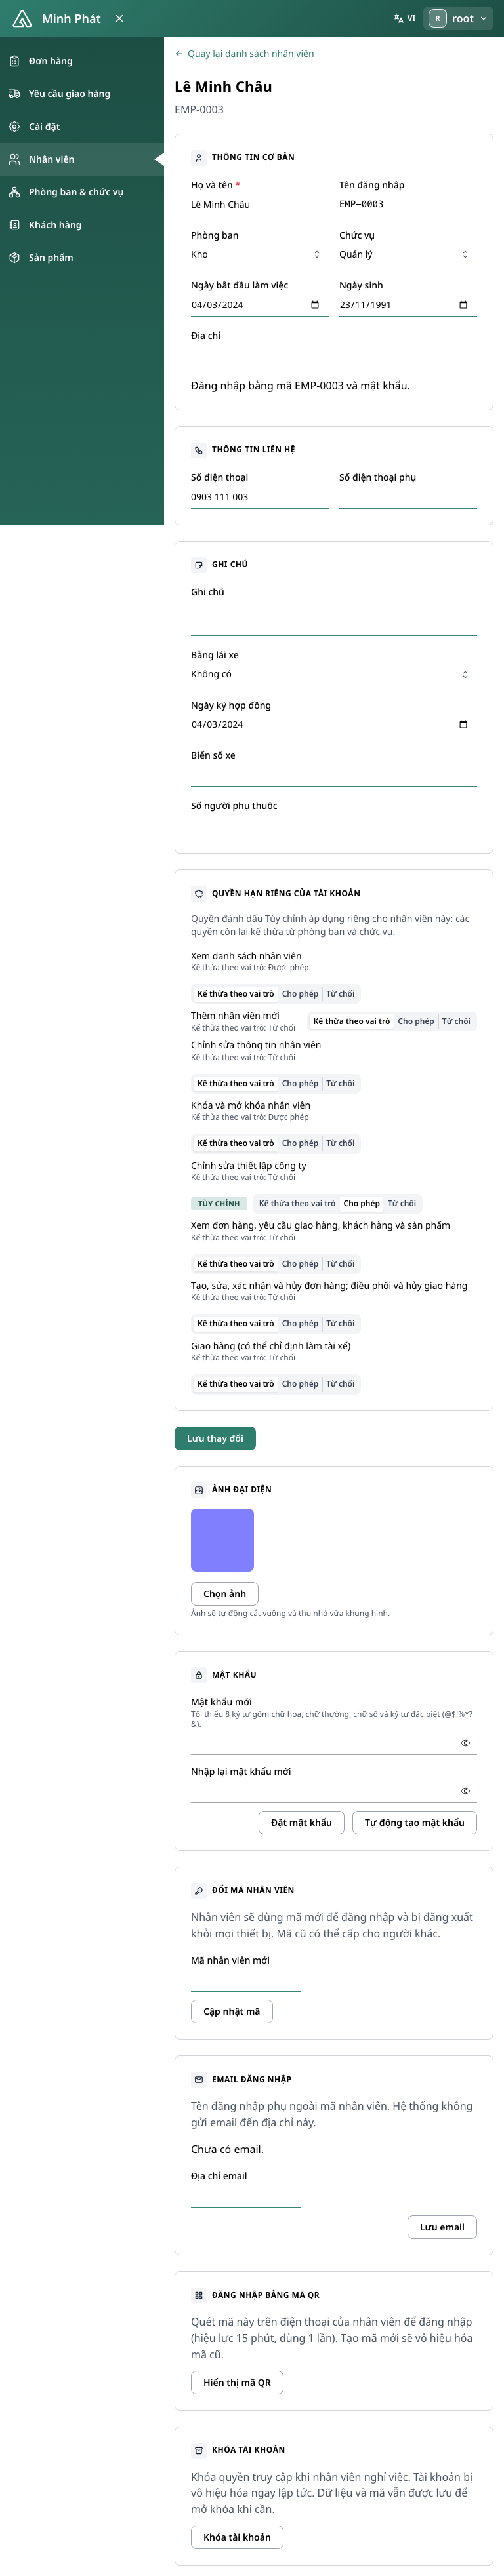 Minh Phát
VI
R
root
Đơn hàng
Yêu cầu giao hàng
Cài đặt
Nhân viên
Phòng ban & chức vụ
Khách hàng
Sản phẩm
Quay lại danh sách nhân viên
Lê Minh Châu
EMP-0003
THÔNG TIN CƠ BẢN
Họ và tên *
Tên đăng nhập
Lê Minh Châu
EMP-0003
Phòng ban
Chức vụ
Kho
Quản lý
Ngày bắt đầu làm việc
Ngày sinh
04/03/2024
23/11/1991
Địa chỉ
Đăng nhập bằng mã EMP-0003 và mật khẩu.
THÔNG TIN LIÊN HỆ
Số điện thoại
Số điện thoại phụ
0903 111 003
GHI CHÚ
Ghi chú
Bằng lái xe
Không có
Ngày ký hợp đồng
04/03/2024
Biển số xe
Số người phụ thuộc
QUYỀN HẠN RIÊNG CỦA TÀI KHOẢN
Quyền đánh dấu Tùy chỉnh áp dụng riêng cho nhân viên này; các
quyền còn lại kế thừa từ phòng ban và chức vụ.
Xem danh sách nhân viên
Kế thừa theo vai trò: Được phép
Kế thừa theo vai trò Cho phép Từ chối
Thêm nhân viên mới
Kế thừa theo vai trò: Từ chối
Kế thừa theo vai trò Cho phép Từ chối
Chỉnh sửa thông tin nhân viên
Kế thừa theo vai trò: Từ chối
Kế thừa theo vai trò Cho phép Từ chối
Khóa và mở khóa nhân viên
Kế thừa theo vai trò: Được phép
Kế thừa theo vai trò Cho phép Từ chối
Chỉnh sửa thiết lập công ty
Kế thừa theo vai trò: Từ chối
TÙY CHỈNH Kế thừa theo vai trò Cho phép Từ chối
Xem đơn hàng, yêu cầu giao hàng, khách hàng và sản phẩm
Kế thừa theo vai trò: Từ chối
Kế thừa theo vai trò Cho phép Từ chối
Tạo, sửa, xác nhận và hủy đơn hàng; điều phối và hủy giao hàng
Kế thừa theo vai trò: Từ chối
Kế thừa theo vai trò Cho phép Từ chối
Giao hàng (có thể chỉ định làm tài xế)
Kế thừa theo vai trò: Từ chối
Kế thừa theo vai trò Cho phép Từ chối
Lưu thay đổi
ẢNH ĐẠI DIỆN
Chọn ảnh
Ảnh sẽ tự động cắt vuông và thu nhỏ vừa khung hình.
MẬT KHẨU
Mật khẩu mới
Tối thiểu 8 ký tự gồm chữ hoa, chữ thường, chữ số và ký tự đặc biệt (@$!%*?
&).
Nhập lại mật khẩu mới
Đặt mật khẩu
Tự động tạo mật khẩu
ĐỔI MÃ NHÂN VIÊN
Nhân viên sẽ dùng mã mới để đăng nhập và bị đăng xuất
khỏi mọi thiết bị. Mã cũ có thể cấp cho người khác.
Mã nhân viên mới
Cập nhật mã
EMAIL ĐĂNG NHẬP
Tên đăng nhập phụ ngoài mã nhân viên. Hệ thống không
gửi email đến địa chỉ này.
Chưa có email.
Địa chỉ email
Lưu email
ĐĂNG NHẬP BẰNG MÃ QR
Quét mã này trên điện thoại của nhân viên để đăng nhập
(hiệu lực 15 phút, dùng 1 lần). Tạo mã mới sẽ vô hiệu hóa
mã cũ.
Hiển thị mã QR
KHÓA TÀI KHOẢN
Khóa quyền truy cập khi nhân viên nghỉ việc. Tài khoản bị
vô hiệu hóa ngay lập tức. Dữ liệu và mã vẫn được lưu để
mở khóa khi cần.
Khóa tài khoản